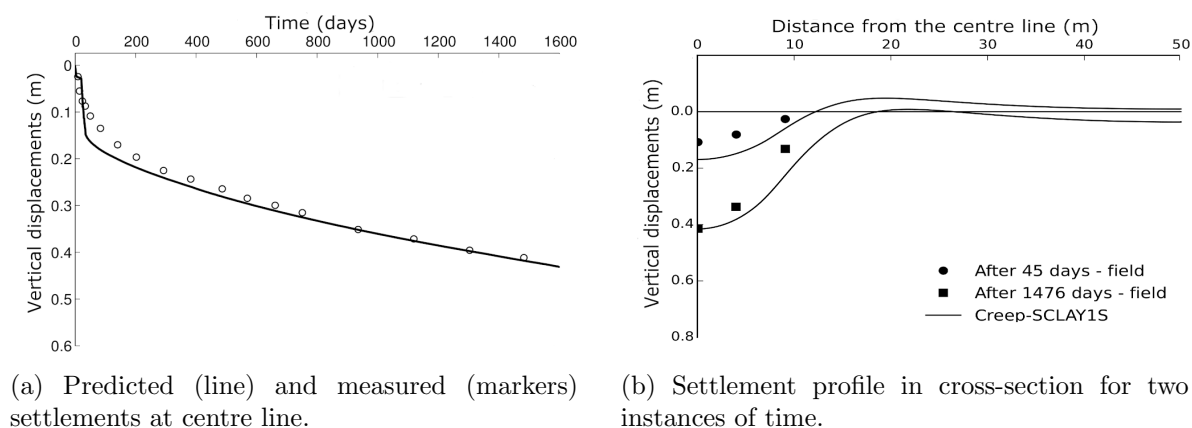 Time (days)
0 200 400 600 800 1000 1200 1400 1600
Vertical displacements (m)
0
0.1
0.2
0.3
0.4
0.5
0.6
(a) Predicted (line) and measured (markers)
settlements at centre line.
Distance from the centre line (m)
0 10 20 30 40 50
Vertical displacements (m)
0.0
0.2
0.4
0.6
0.8
After 45 days - field
After 1476 days - field
Creep-SCLAY1S
(b) Settlement profile in cross-section for two
instances of time.